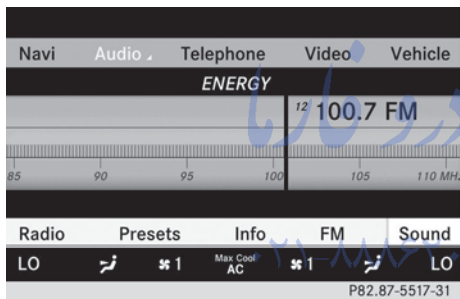 Navi Audio Telephone Video Vehicle
ENERGY
12 100.7 FM
85 90 95 100 105 110 MHz
Radio Presets Info FM Sound
LO 1 Max Cool AC 1 LO
P82.87-5517-31